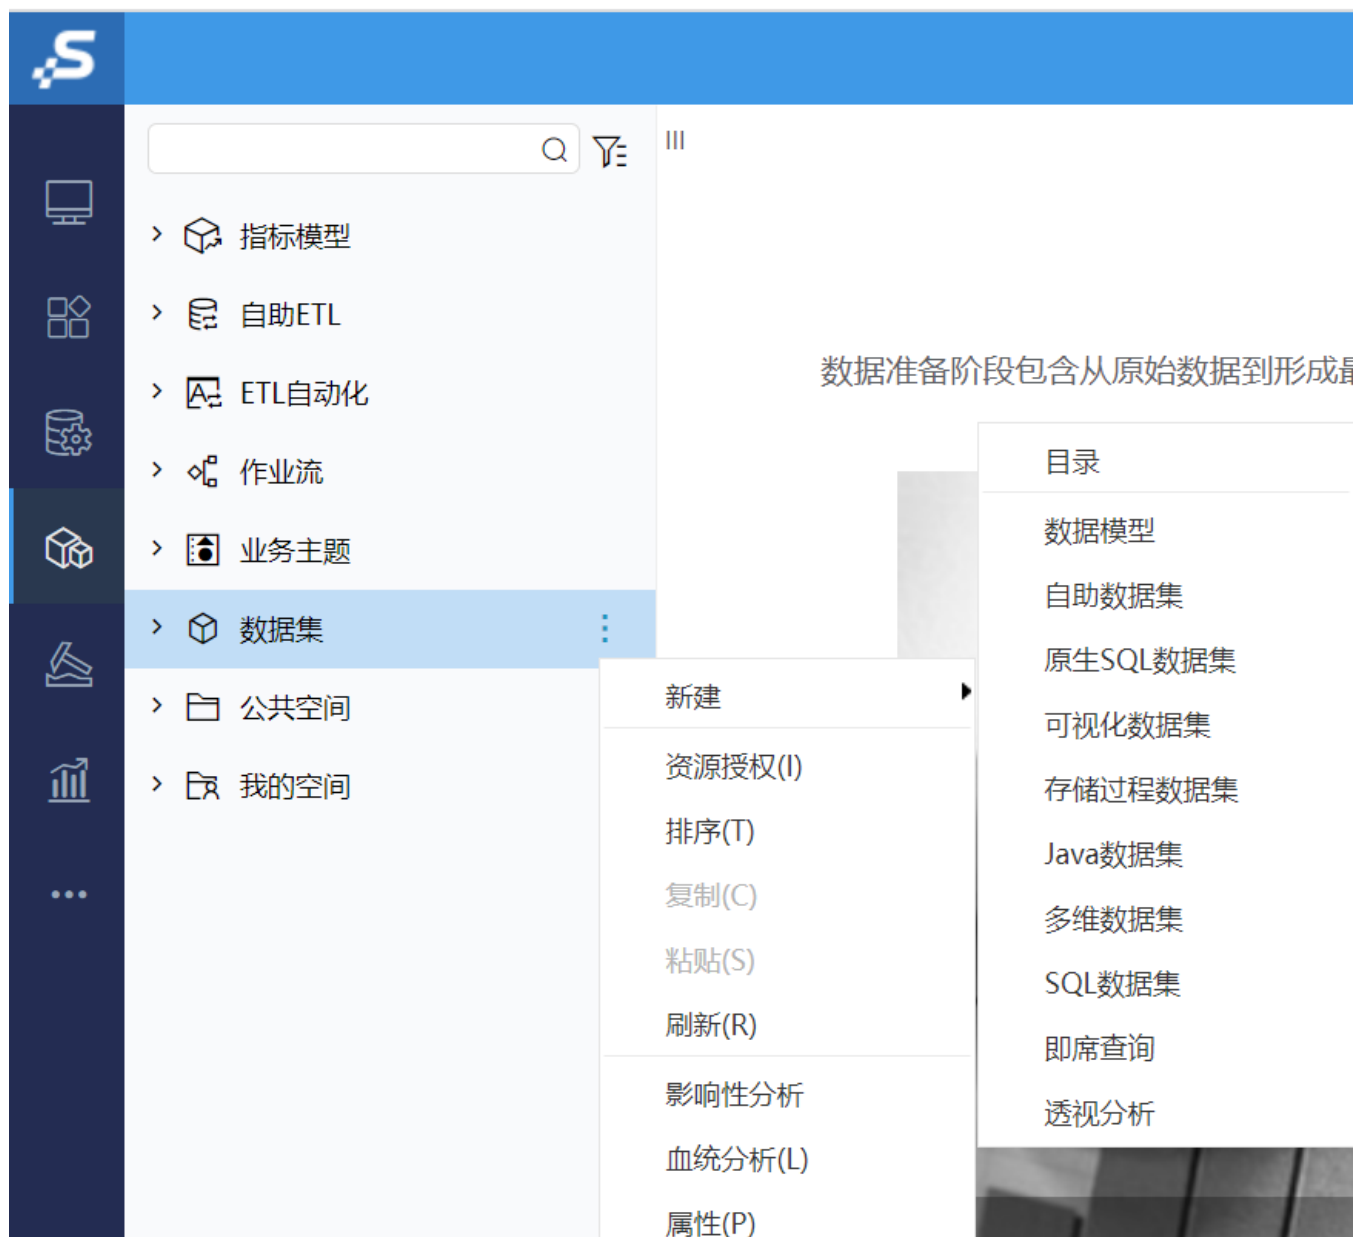 指标模型
自助ETL
ETL自动化
作业流
业务主题
数据集
公共空间
我的空间
数据准备阶段包含从原始数据到形成
新建
资源授权(I)
排序(T)
复制(C)
粘贴(S)
刷新(R)
影响性分析
血统分析(L)
属性(P)
目录
数据模型
自助数据集
原生SQL数据集
可视化数据集
存储过程数据集
Java数据集
多维数据集
SQL数据集
即席查询
透视分析